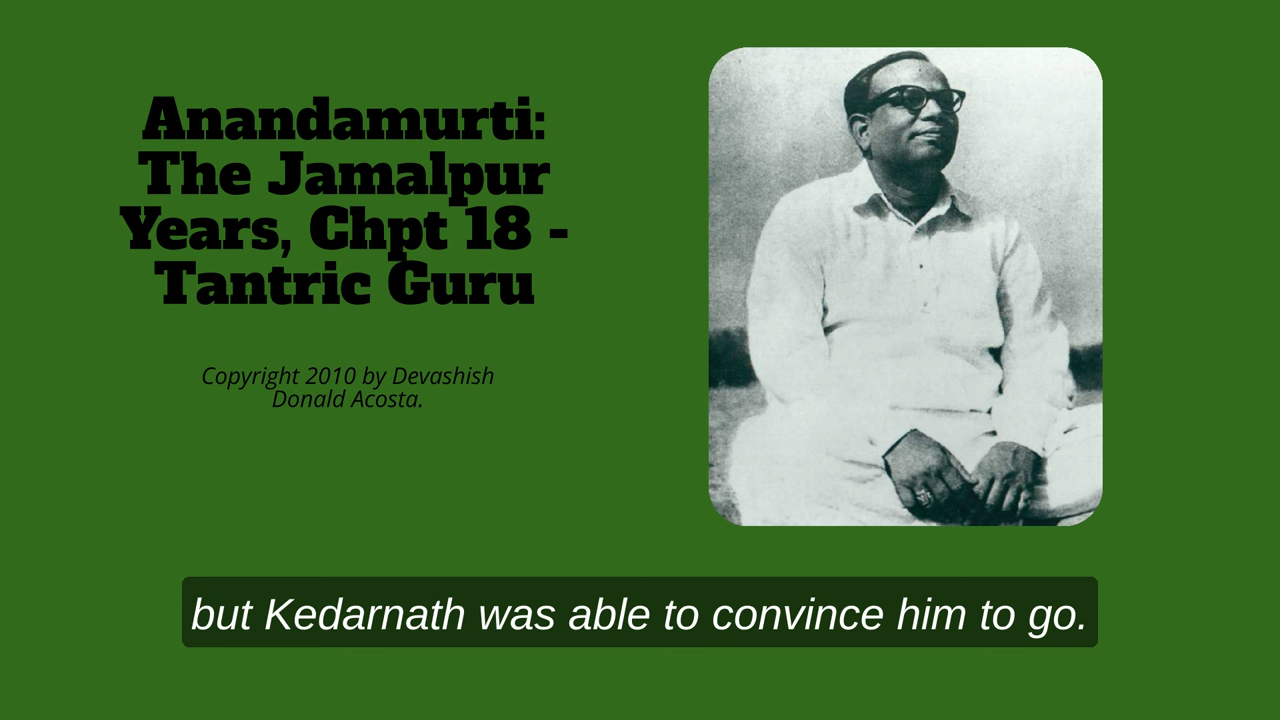 Anandamurti:
The Jamalpur
Years, Chpt 18 -
Tantric Guru
Copyright 2010 by Devashish
Donald Acosta.
but Kedarnath was able to convince him to go.